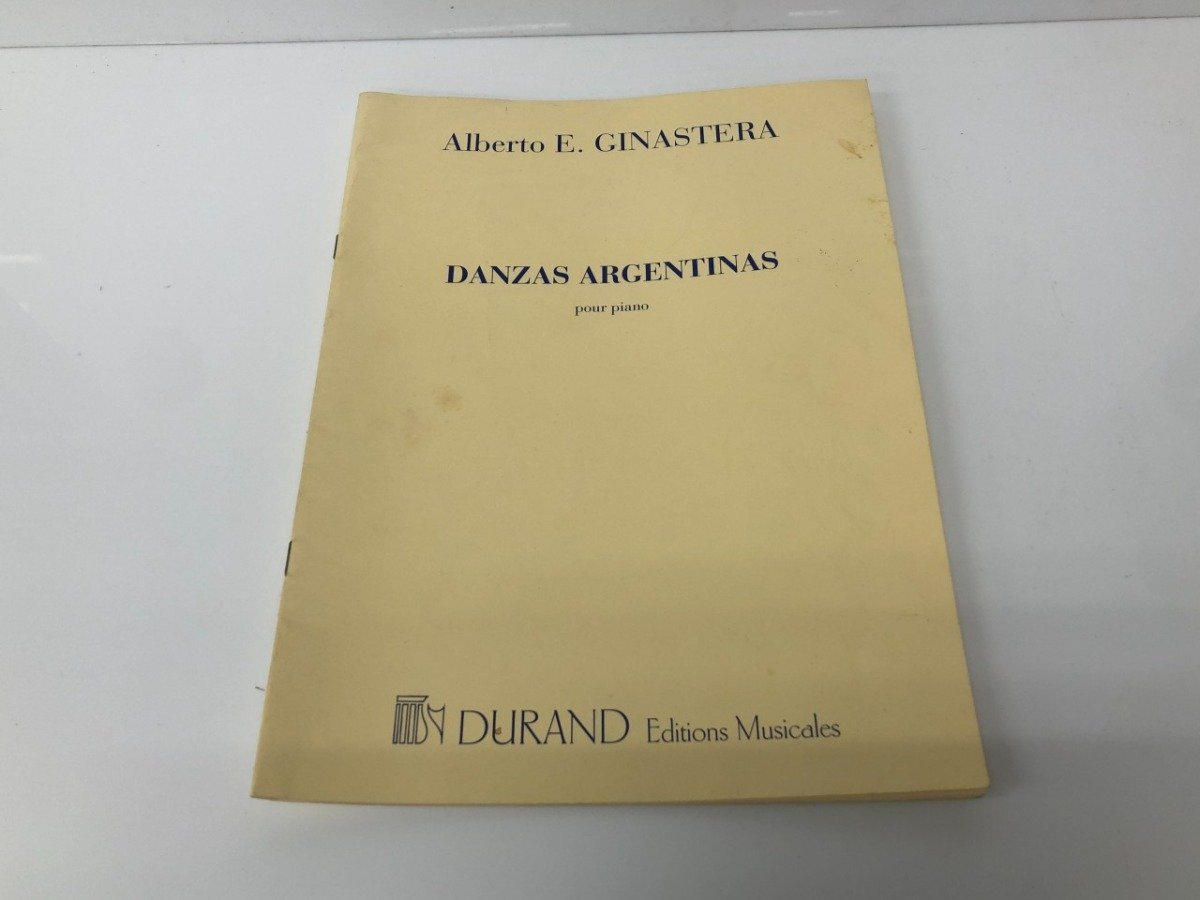 Alberto E. GINASTERA
DANZAS ARGENTINAS
pour piano
DURAND Editions Musicales